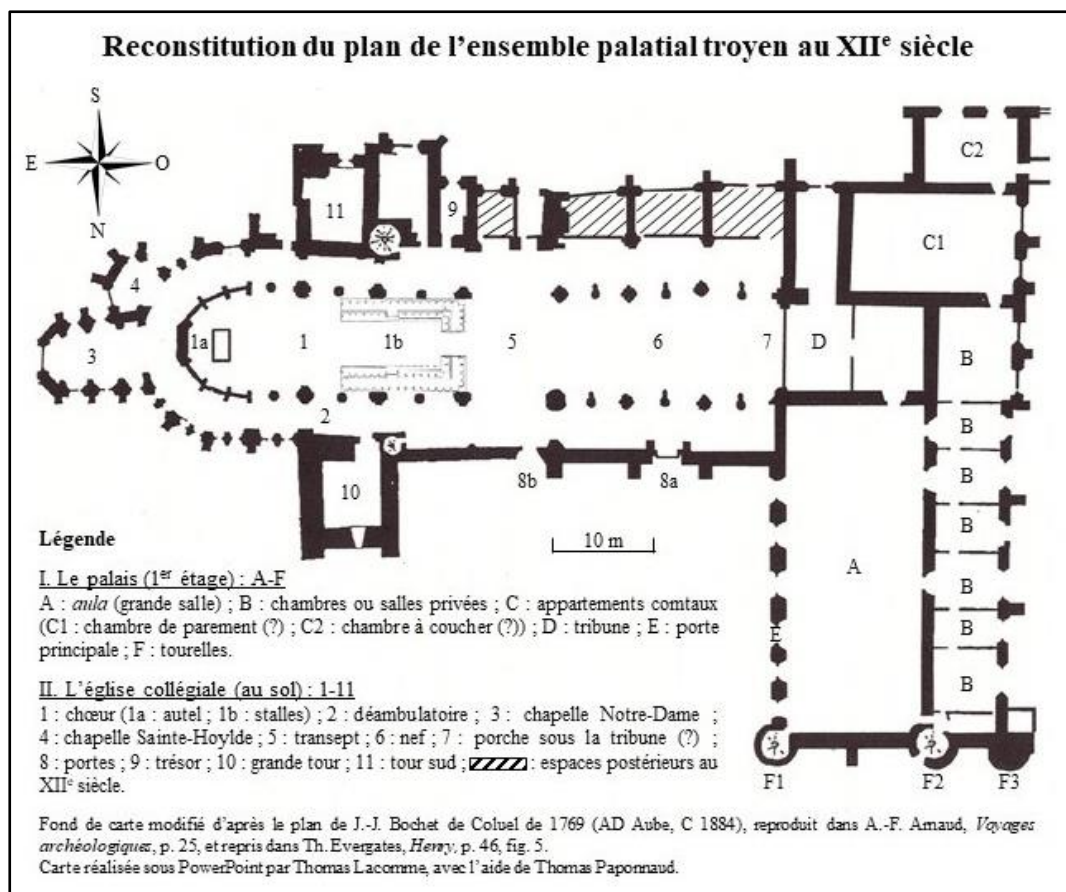 Reconstitution du plan de l’ensemble palatial troyen au XIIe siècle
S
E
O
N
C2
11
9
C1
4
3
1a
1
1b
5
6
7
D
B
2
B
8b
8a
B
10
B
10 m
A
B
E
B
B
F1
F2
F3
Légende
I. Le palais (1er étage) : A-F
A : aula (grande salle) ; B : chambres ou salles privées ; C : appartements comtaux
(C1 : chambre de parement (?) ; C2 : chambre à coucher (?)) ; D : tribune ; E : porte
principale ; F : tourelles.
II. L’église collégiale (au sol) : 1-11
1 : chœur (1a : autel ; 1b : stalles) ; 2 : déambulatoire ; 3 : chapelle Notre-Dame ;
4 : chapelle Sainte-Hoylde ; 5 : transept ; 6 : nef ; 7 : porche sous la tribune (?) ;
8 : portes ; 9 : trésor ; 10 : grande tour ; 11 : tour sud ; : espaces postérieurs au
XIIe siècle.
Fond de carte modifié d’après le plan de J.-J. Bochet de Coluel de 1769 (AD Aube, C 1884), reproduit dans A.-F. Arnaud, Voyages
archéologiques, p. 25, et repris dans Th. Evergates, Henry, p. 46, fig. 5.
Carte réalisée sous PowerPoint par Thomas Lacomme, avec l’aide de Thomas Paponnaud.